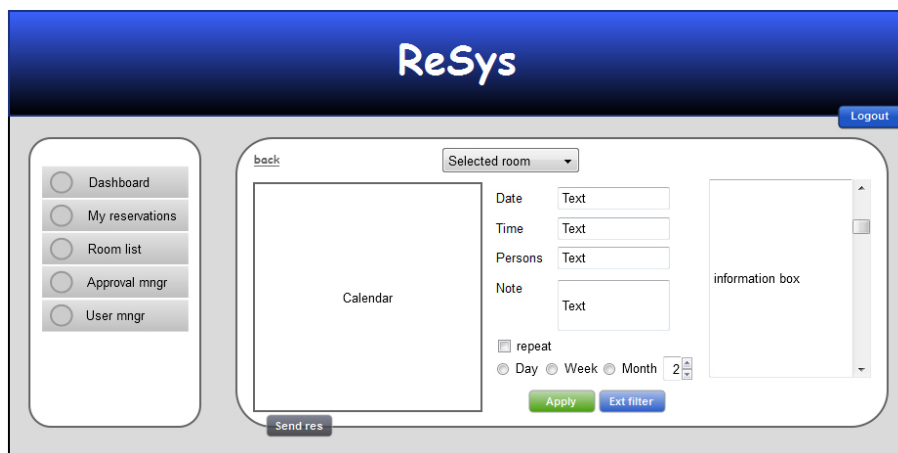 ReSys
Logout
Dashboard
My reservations
Room list
Approval mngr
User mngr
back
Selected room
Calendar
Date Text
Time Text
Persons Text
Note
Text
repeat
Day Week Month 2
Apply Ext filter
information box
Send res